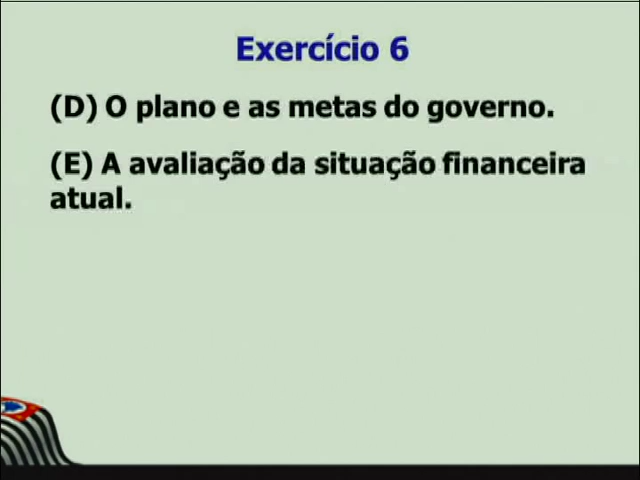 Exercício 6
(D) O plano e as metas do governo.
(E) A avaliação da situação financeira
atual.